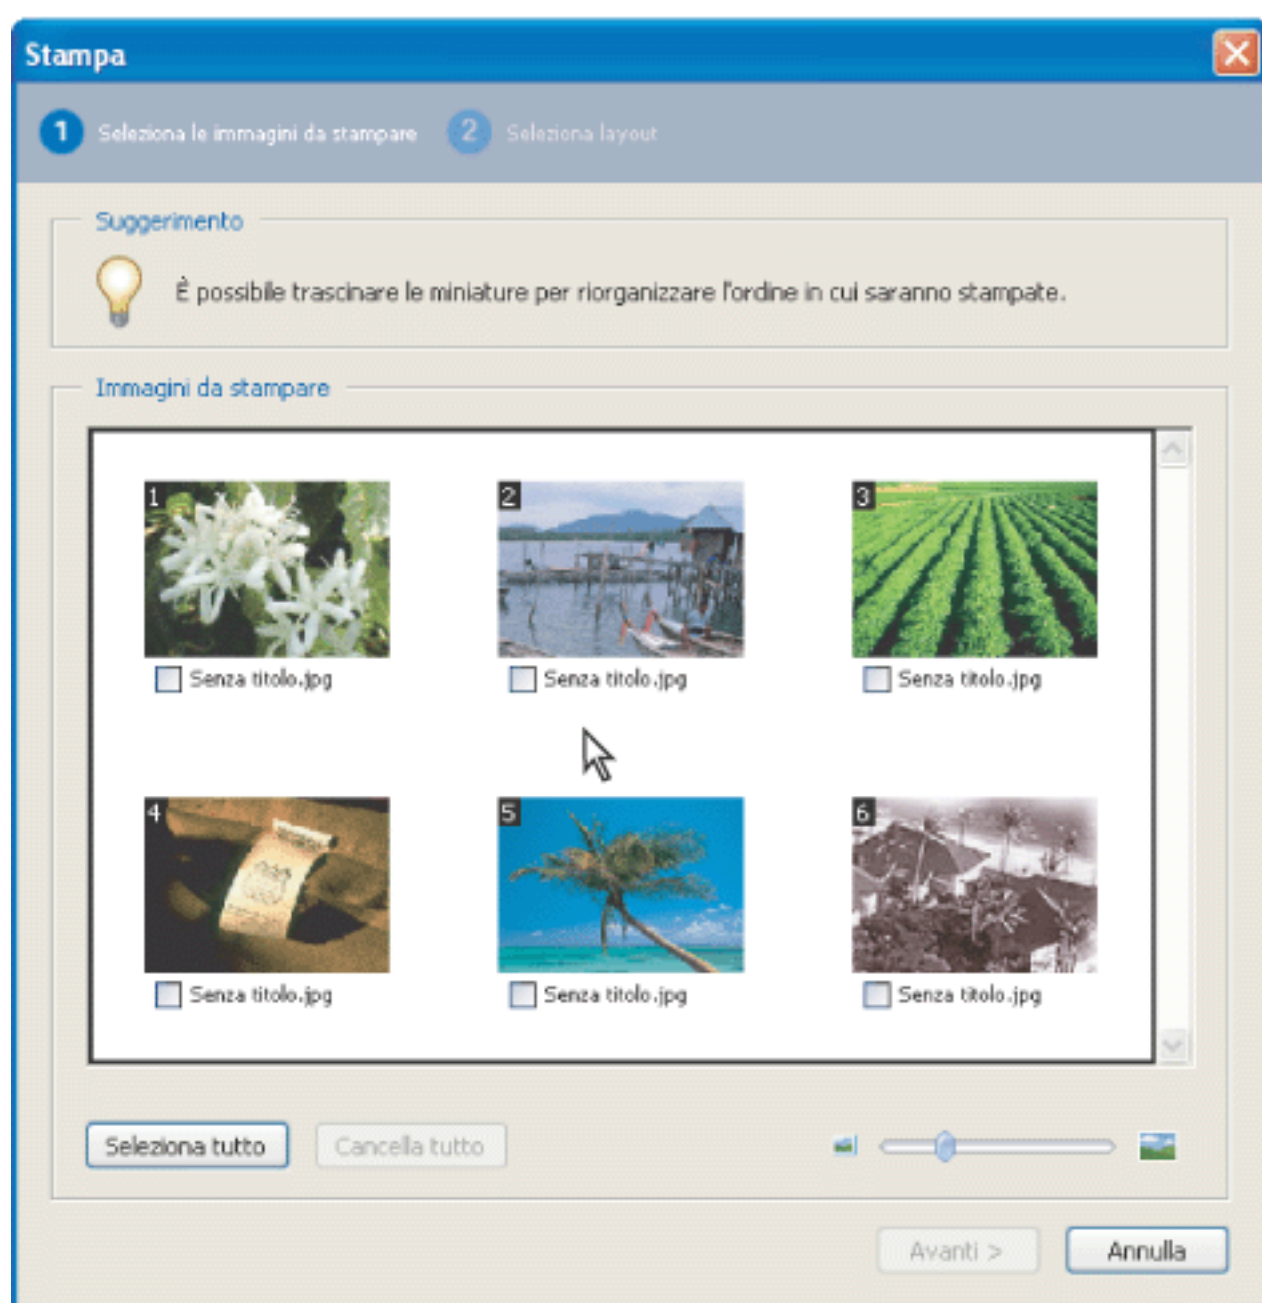 Stampa
1 Seleziona le immagini da stampare 2 Seleziona layout
Suggerimento
È possibile trascinare le miniature per riorganizzare l'ordine in cui saranno stampate.
Immagini da stampare
1 2 3
Senza titolo.jpg Senza titolo.jpg Senza titolo.jpg
4 5 6
Senza titolo.jpg Senza titolo.jpg Senza titolo.jpg
Seleziona tutto Cancella tutto
Avanti > Annulla